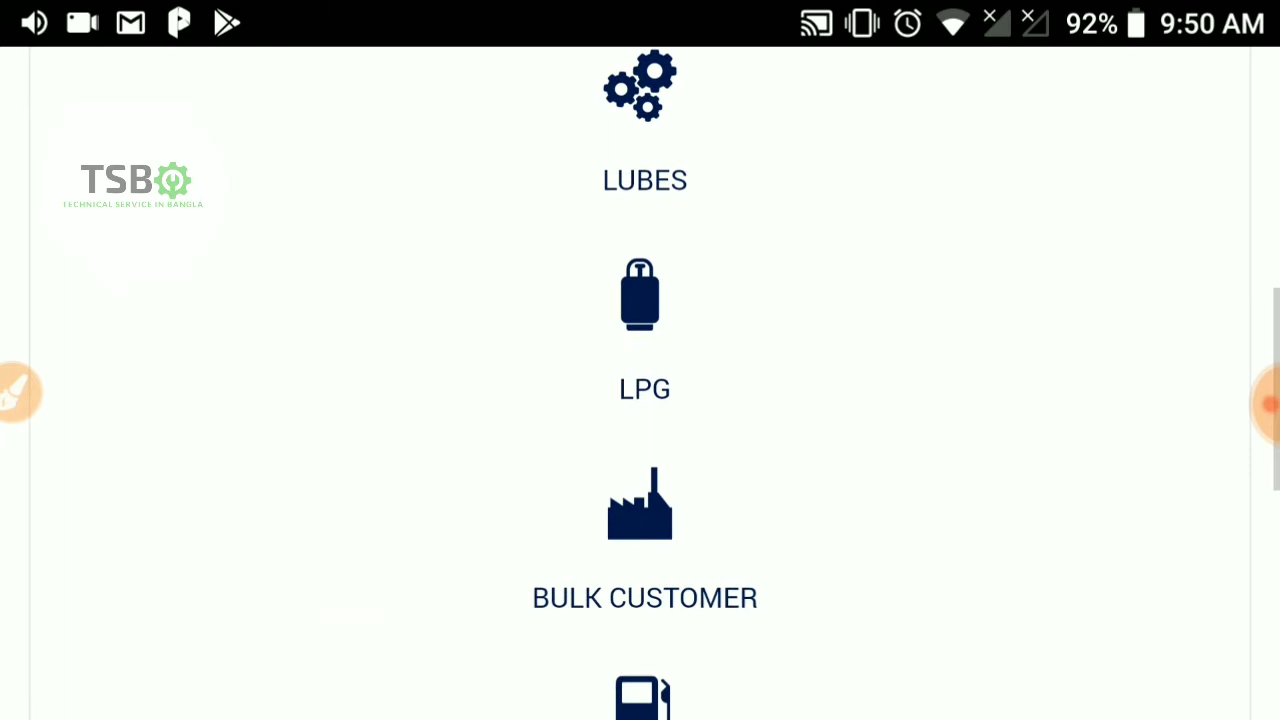 92% 9:50 AM
TSB
TECHNICAL SERVICE IN BANGLA
LUBES
LPG
BULK CUSTOMER